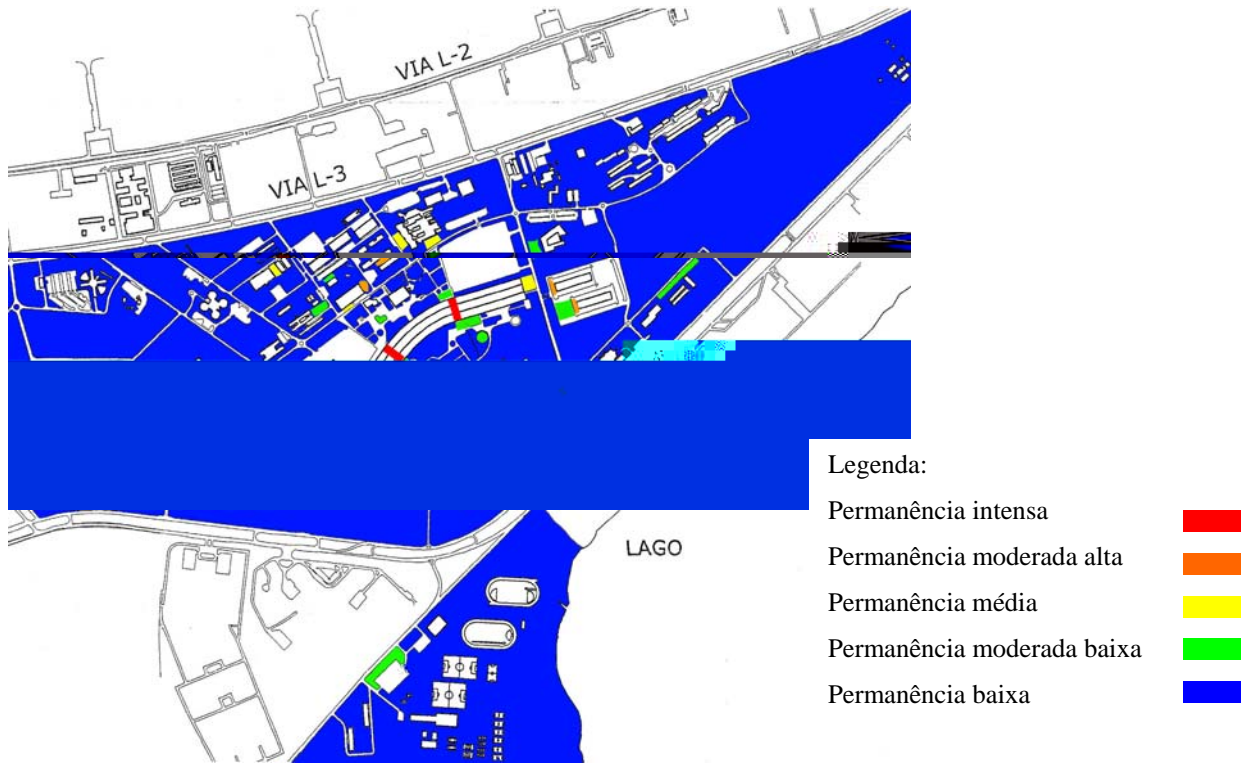 VIA L-2
VIA L-3
LAGO
Legenda:
Permanência intensa
Permanência moderada alta
Permanência média
Permanência moderada baixa
Permanência baixa